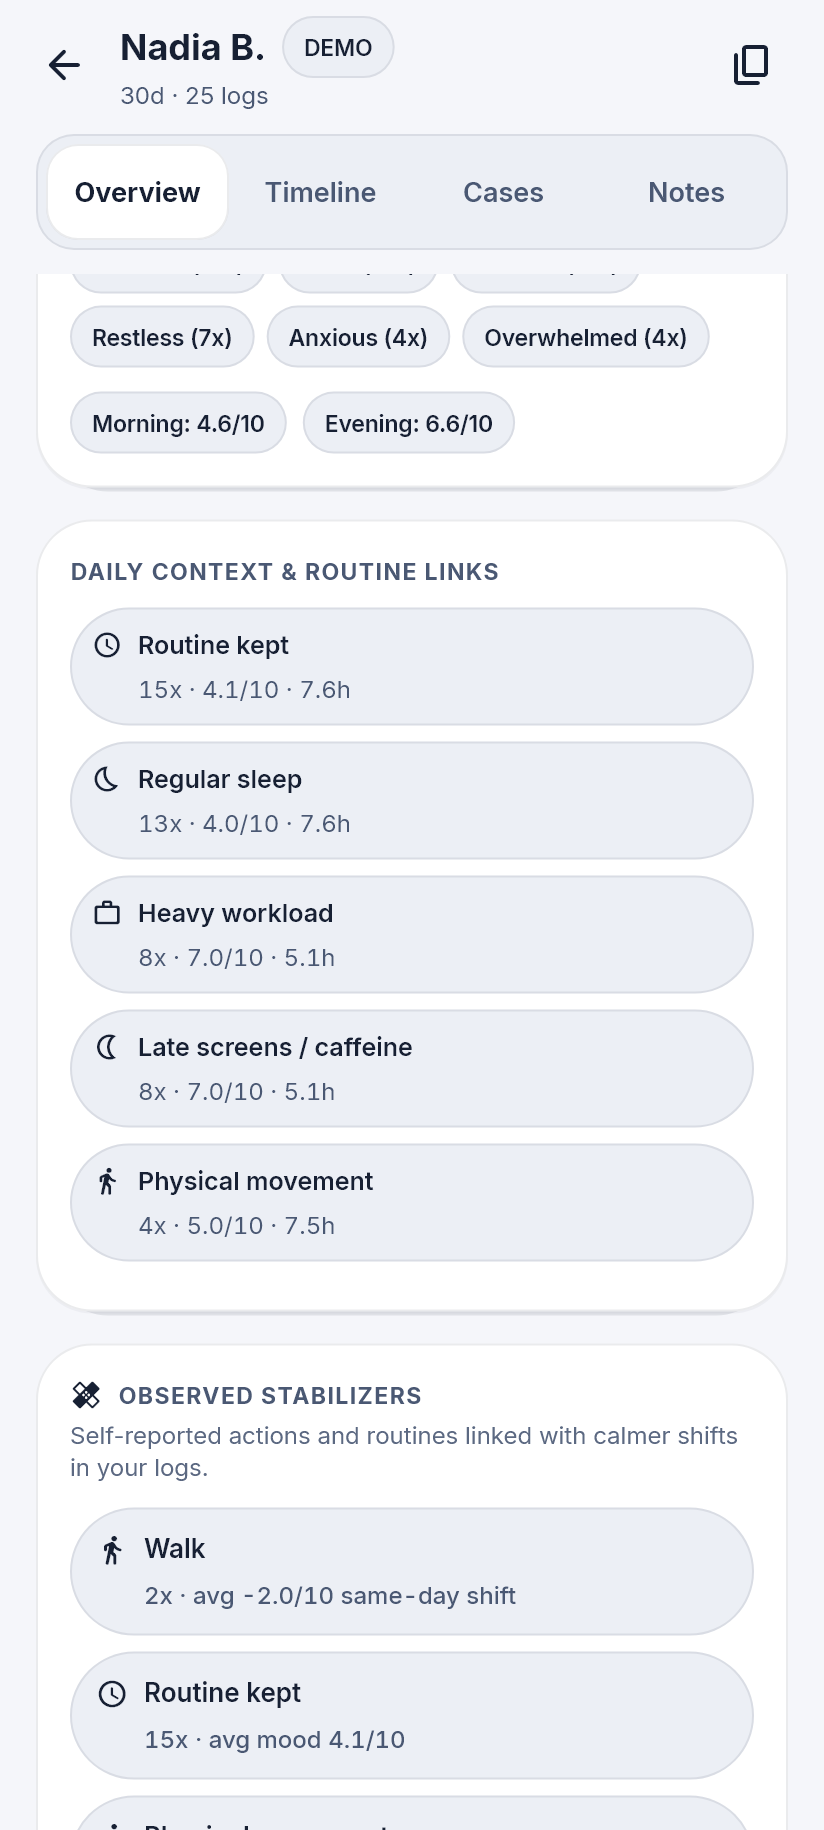 Nadia B.
DEMO
30d · 25 logs
Overview
Timeline
Cases
Notes
Restless (7x)
Anxious (4x)
Overwhelmed (4x)
Morning: 4.6/10
Evening: 6.6/10
DAILY CONTEXT & ROUTINE LINKS
Routine kept
15x · 4.1/10 · 7.6h
Regular sleep
13x · 4.0/10 · 7.6h
Heavy workload
8x · 7.0/10 · 5.1h
Late screens / caffeine
8x · 7.0/10 · 5.1h
Physical movement
4x · 5.0/10 · 7.5h
OBSERVED STABILIZERS
Self-reported actions and routines linked with calmer shifts
in your logs.
Walk
2x · avg -2.0/10 same-day shift
Routine kept
15x · avg mood 4.1/10